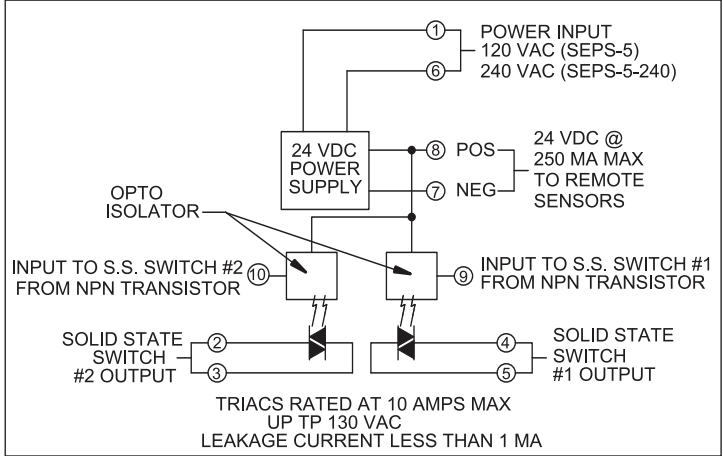 ① POWER INPUT
120 VAC (SEPS-5)
⑥ 240 VAC (SEPS-5-240)
24 VDC
POWER
SUPPLY
⑧ POS
⑦ NEG
24 VDC @
250 MA MAX
TO REMOTE
SENSORS
OPTO
ISOLATOR
INPUT TO S.S. SWITCH #2
FROM NPN TRANSISTOR
⑩
⑨
INPUT TO S.S. SWITCH #1
FROM NPN TRANSISTOR
SOLID STATE
SWITCH
#2 OUTPUT
②
③
④
⑤
SOLID STATE
SWITCH
#1 OUTPUT
TRIACS RATED AT 10 AMPS MAX
UP TP 130 VAC
LEAKAGE CURRENT LESS THAN 1 MA